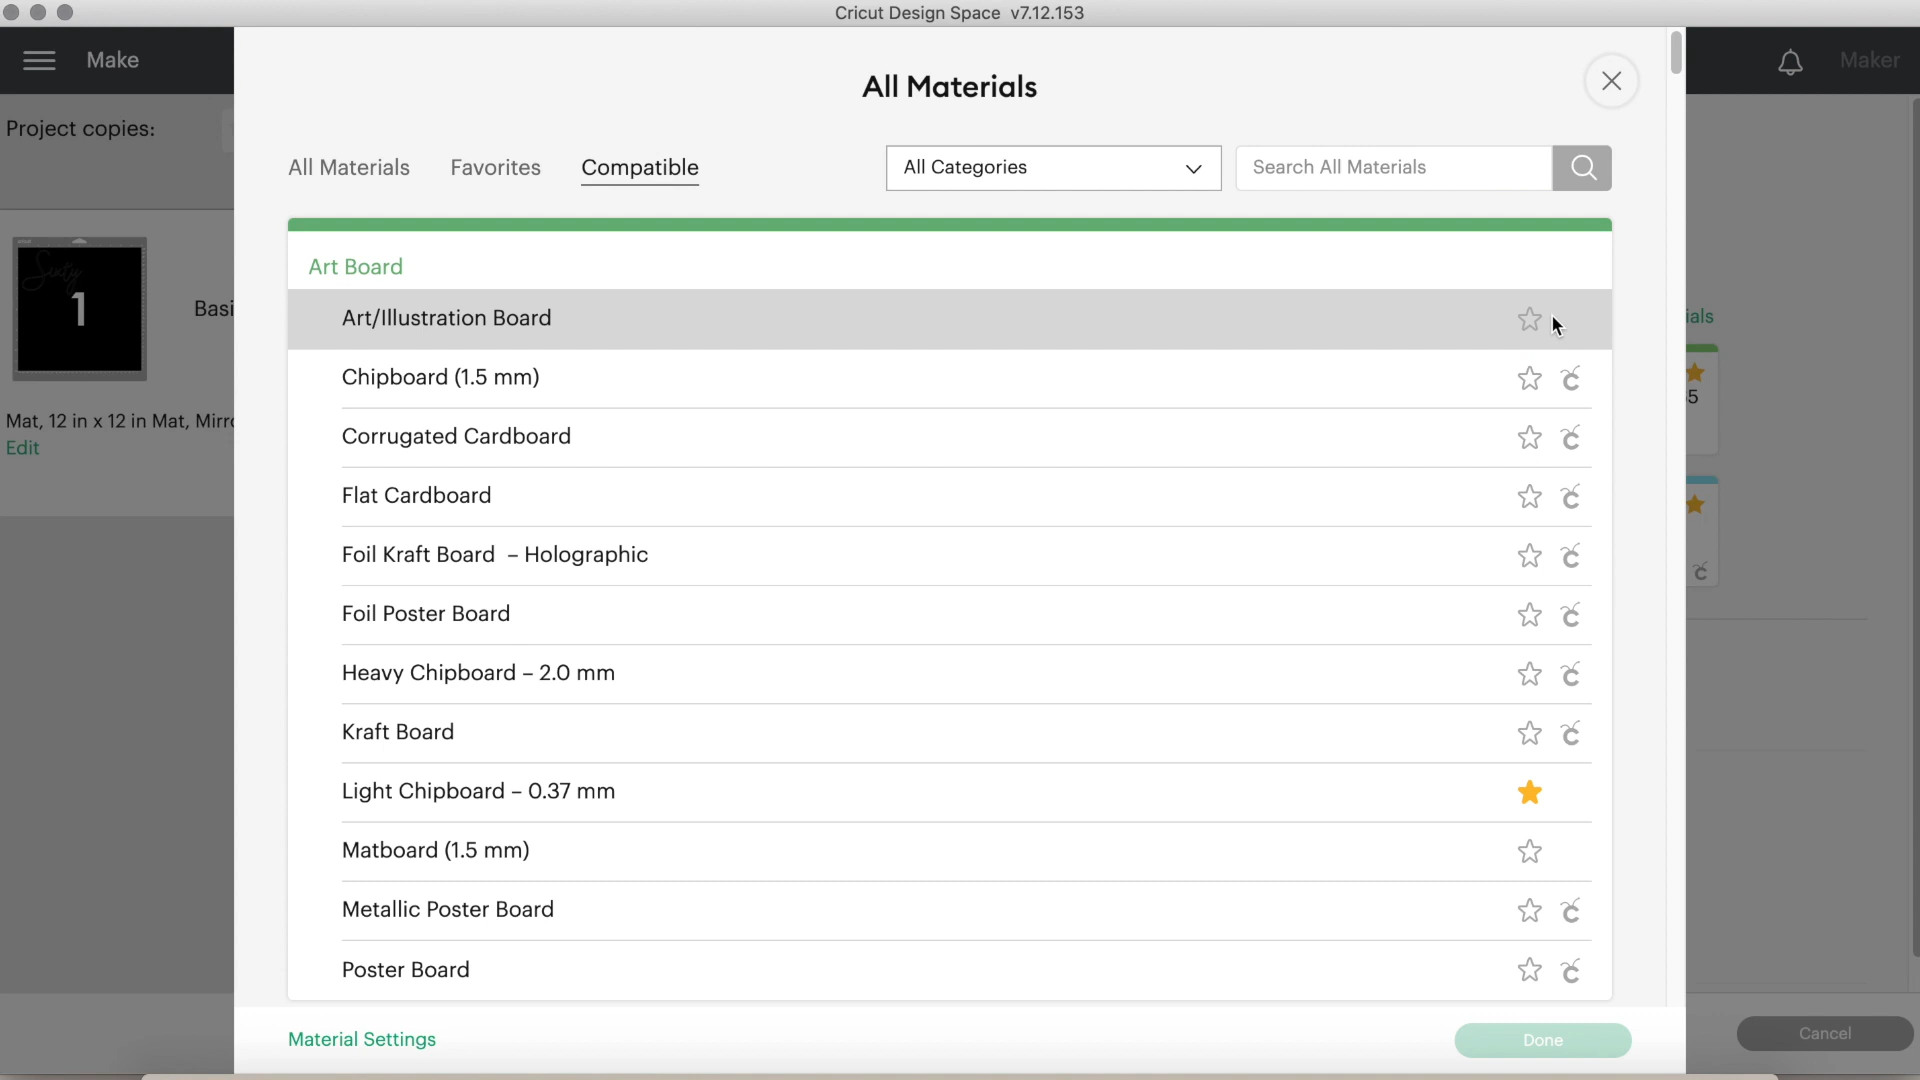 Cricut Design Space v7.12.153
Make
Maker
All Materials
Project copies:
All Materials
Favorites
Compatible
All Categories
Search All Materials
Art Board
Art/Illustration Board
Chipboard (1.5 mm)
Corrugated Cardboard
Flat Cardboard
Foil Kraft Board – Holographic
Foil Poster Board
Heavy Chipboard – 2.0 mm
Kraft Board
Light Chipboard – 0.37 mm
Matboard (1.5 mm)
Metallic Poster Board
Poster Board
Material Settings
Done
Cancel
Sixty
1
Basi
Mat, 12 in x 12 in Mat, Mirro
Edit
ials
5